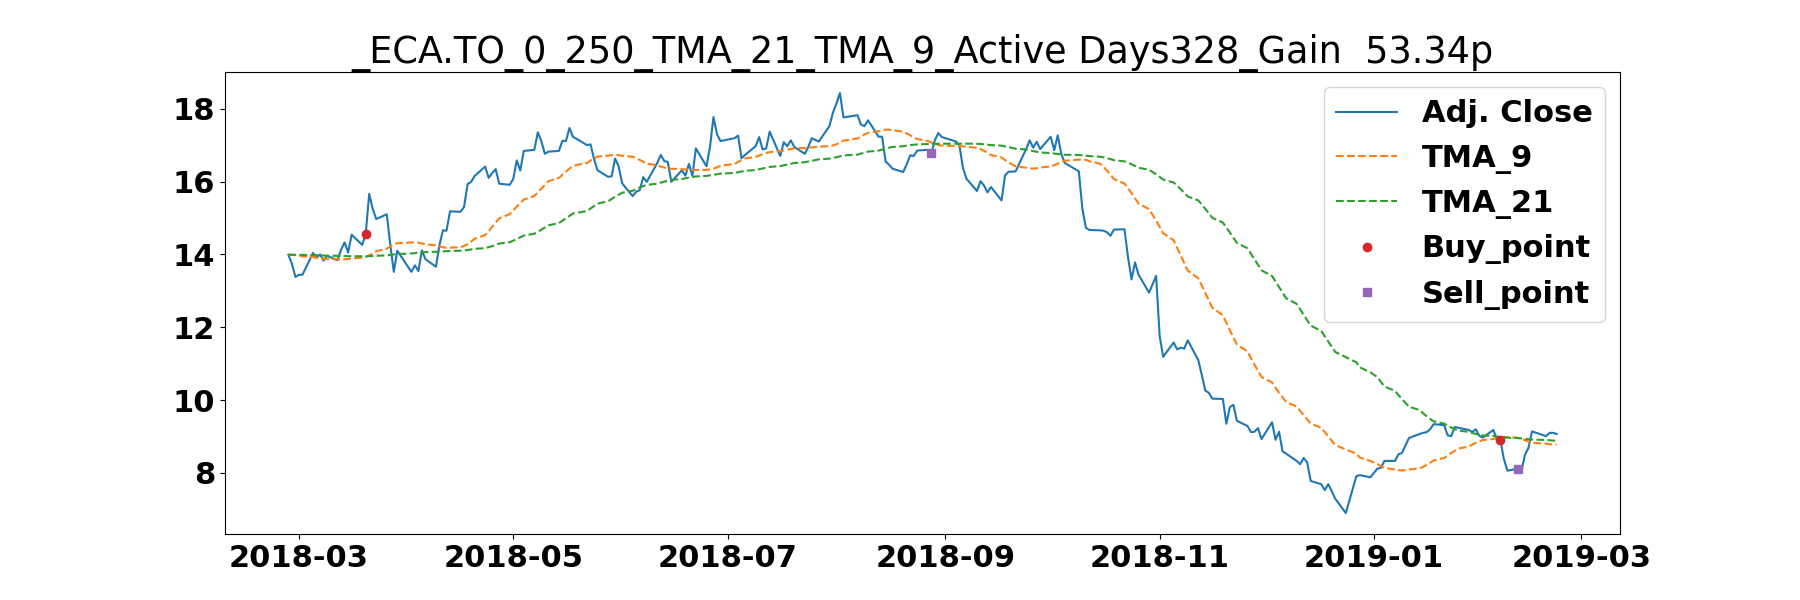 _ECA.TO_0_250_TMA_21_TMA_9_Active Days328_Gain  53.34p
18
16
14
12
10
8
Adj. Close
TMA_9
TMA_21
Buy_point
Sell_point
2018-03 2018-05 2018-07 2018-09 2018-11 2019-01 2019-03